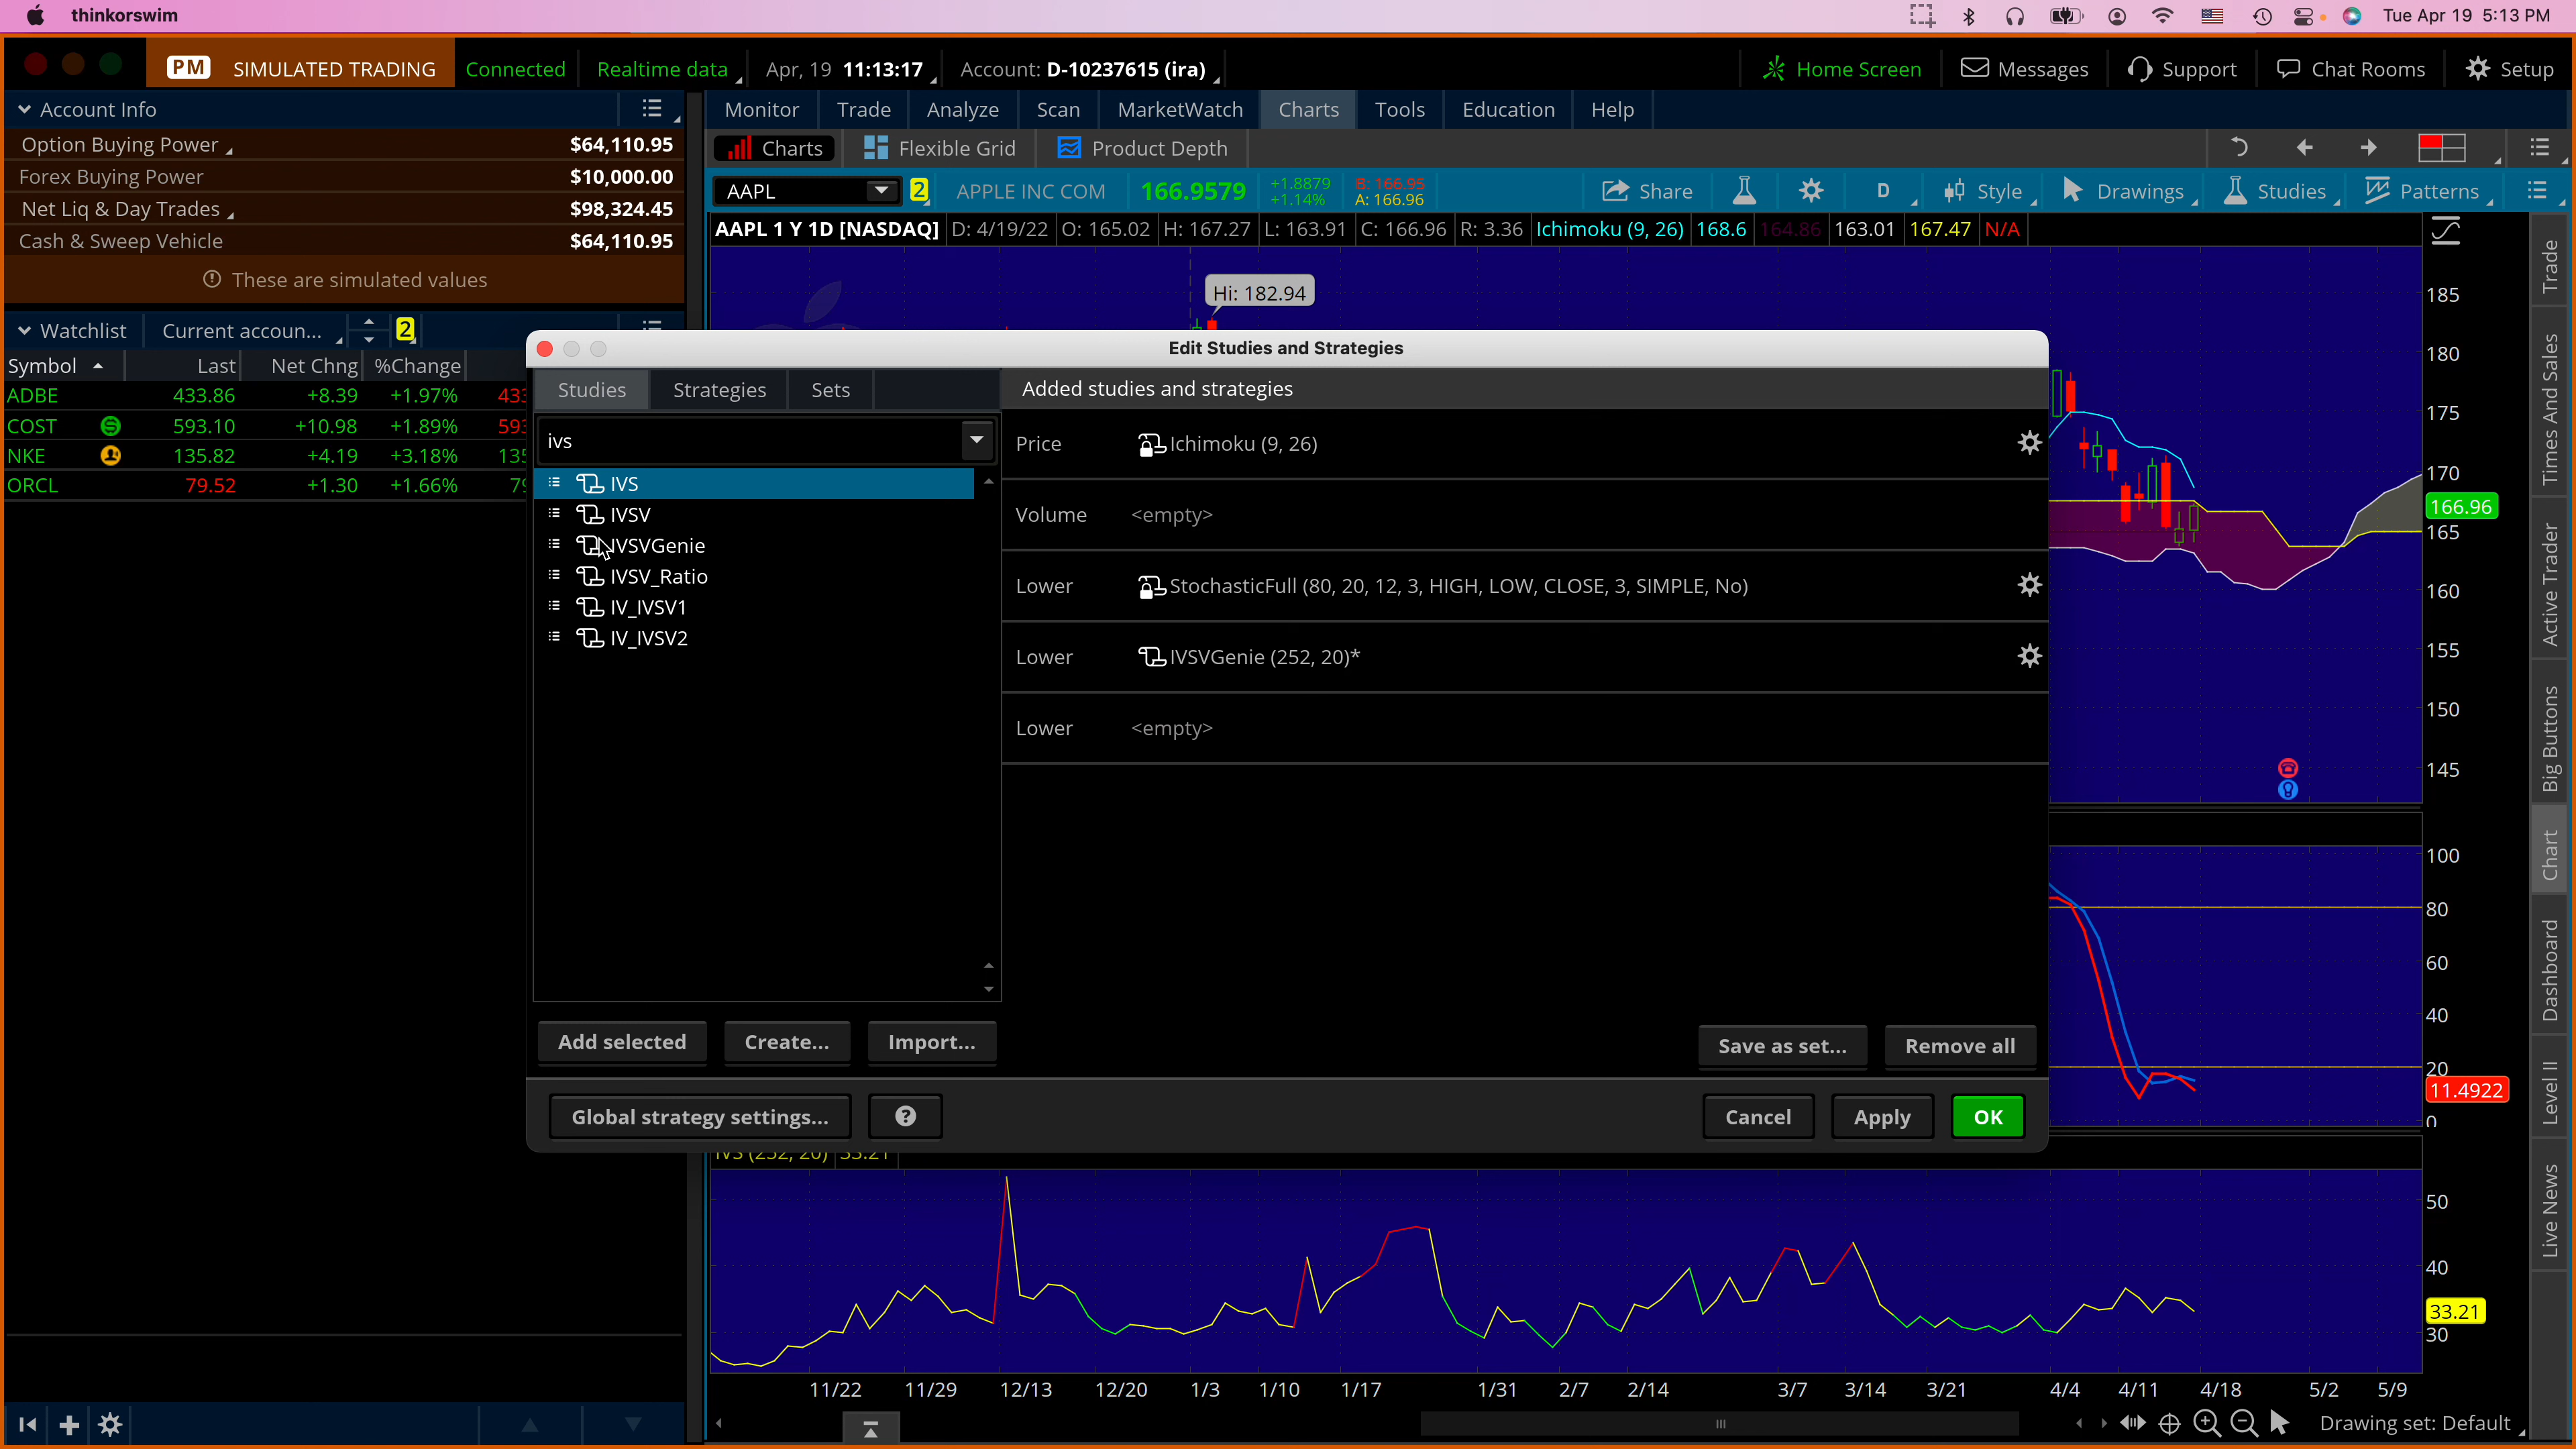 thinkorswim
Tue Apr 19 5:13 PM
PM SIMULATED TRADING Connected Realtime data Apr, 19 11:13:17 Account: D-10237615 (ira)
Home Screen Messages Support Chat Rooms Setup
Account Info
Option Buying Power $64,110.95
Forex Buying Power $10,000.00
Net Liq & Day Trades $98,324.45
Cash & Sweep Vehicle $64,110.95
These are simulated values
Watchlist Current accoun... 2
Symbol Last Net Chng %Change
ADBE 433.86 +8.39 +1.97% 433
COST 593.10 +10.98 +1.89% 593
NKE 135.82 +4.19 +3.18% 135
ORCL 79.52 +1.30 +1.66% 79
Monitor Trade Analyze Scan MarketWatch Charts Tools Education Help
Charts Flexible Grid Product Depth
AAPL 2 APPLE INC COM 166.9579 +1.8879 +1.14% B: 166.95 A: 166.96 Share D Style Drawings Studies Patterns
AAPL 1 Y 1D [NASDAQ] D: 4/19/22 O: 165.02 H: 167.27 L: 163.91 C: 166.96 R: 3.36 Ichimoku (9, 26) 168.6 164.86 163.01 167.47 N/A
Hi: 182.94
Edit Studies and Strategies
Studies Strategies Sets
ivs
IVS
IVSV
IVSVGenie
IVSV_Ratio
IV_IVSV1
IV_IVSV2
Added studies and strategies
Price Ichimoku (9, 26)
Volume <empty>
Lower StochasticFull (80, 20, 12, 3, HIGH, LOW, CLOSE, 3, SIMPLE, No)
Lower IVSVGenie (252, 20)*
Lower <empty>
Add selected Create... Import...
Save as set... Remove all
Global strategy settings... ?
Cancel Apply OK
185
180
175
170
166.96
165
160
155
150
145
100
80
60
40
20
11.4922
0
IVS (252, 20) 33.21
50
40
33.21
30
11/22 11/29 12/13 12/20 1/3 1/10 1/17 1/31 2/7 2/14 3/7 3/14 3/21 4/4 4/11 4/18 5/2 5/9
Drawing set: Default
Trade
Times And Sales
Active Trader
Big Buttons
Chart
Dashboard
Level II
Live News